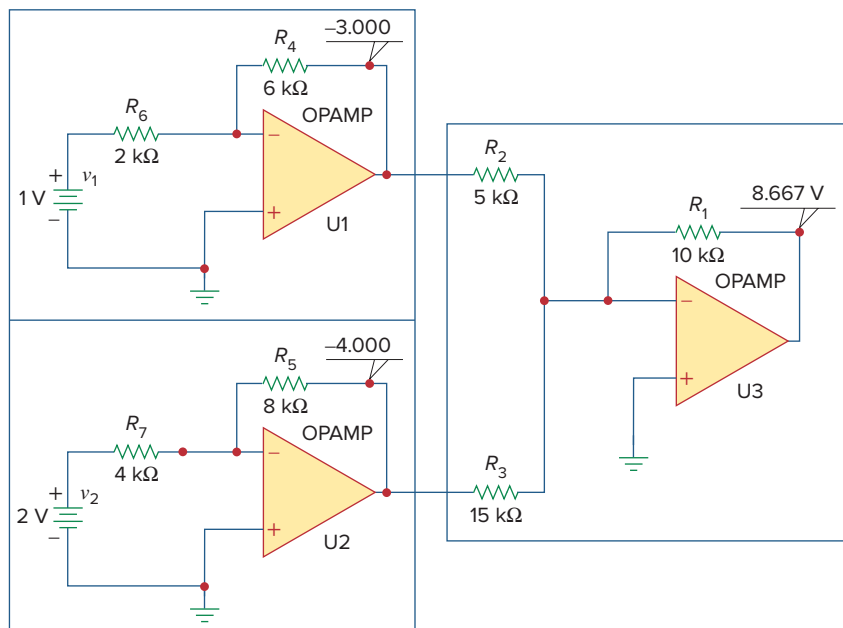 −3.000
R4
6 kΩ
OPAMP
R6
2 kΩ
+
v1
1 V
−
−
+
U1
R2
5 kΩ
8.667 V
R1
10 kΩ
OPAMP
−
+
U3
−4.000
R5
8 kΩ
OPAMP
R7
4 kΩ
+
v2
2 V
−
−
+
U2
R3
15 kΩ